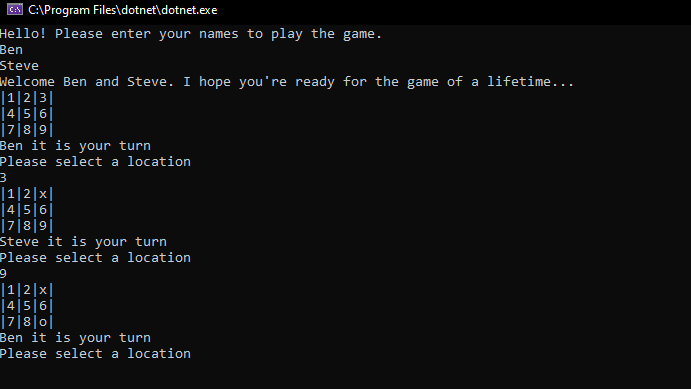 C:\Program Files\dotnet\dotnet.exe
Hello! Please enter your names to play the game.
Ben
Steve
Welcome Ben and Steve. I hope you're ready for the game of a lifetime...
|1|2|3|
|4|5|6|
|7|8|9|
Ben it is your turn
Please select a location
3
|1|2|x|
|4|5|6|
|7|8|9|
Steve it is your turn
Please select a location
9
|1|2|x|
|4|5|6|
|7|8|o|
Ben it is your turn
Please select a location